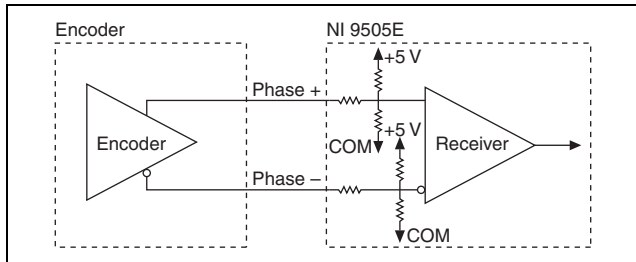 Encoder
NI 9505E
+5 V
Phase +
+5 V
Encoder
COM
Receiver
Phase –
COM